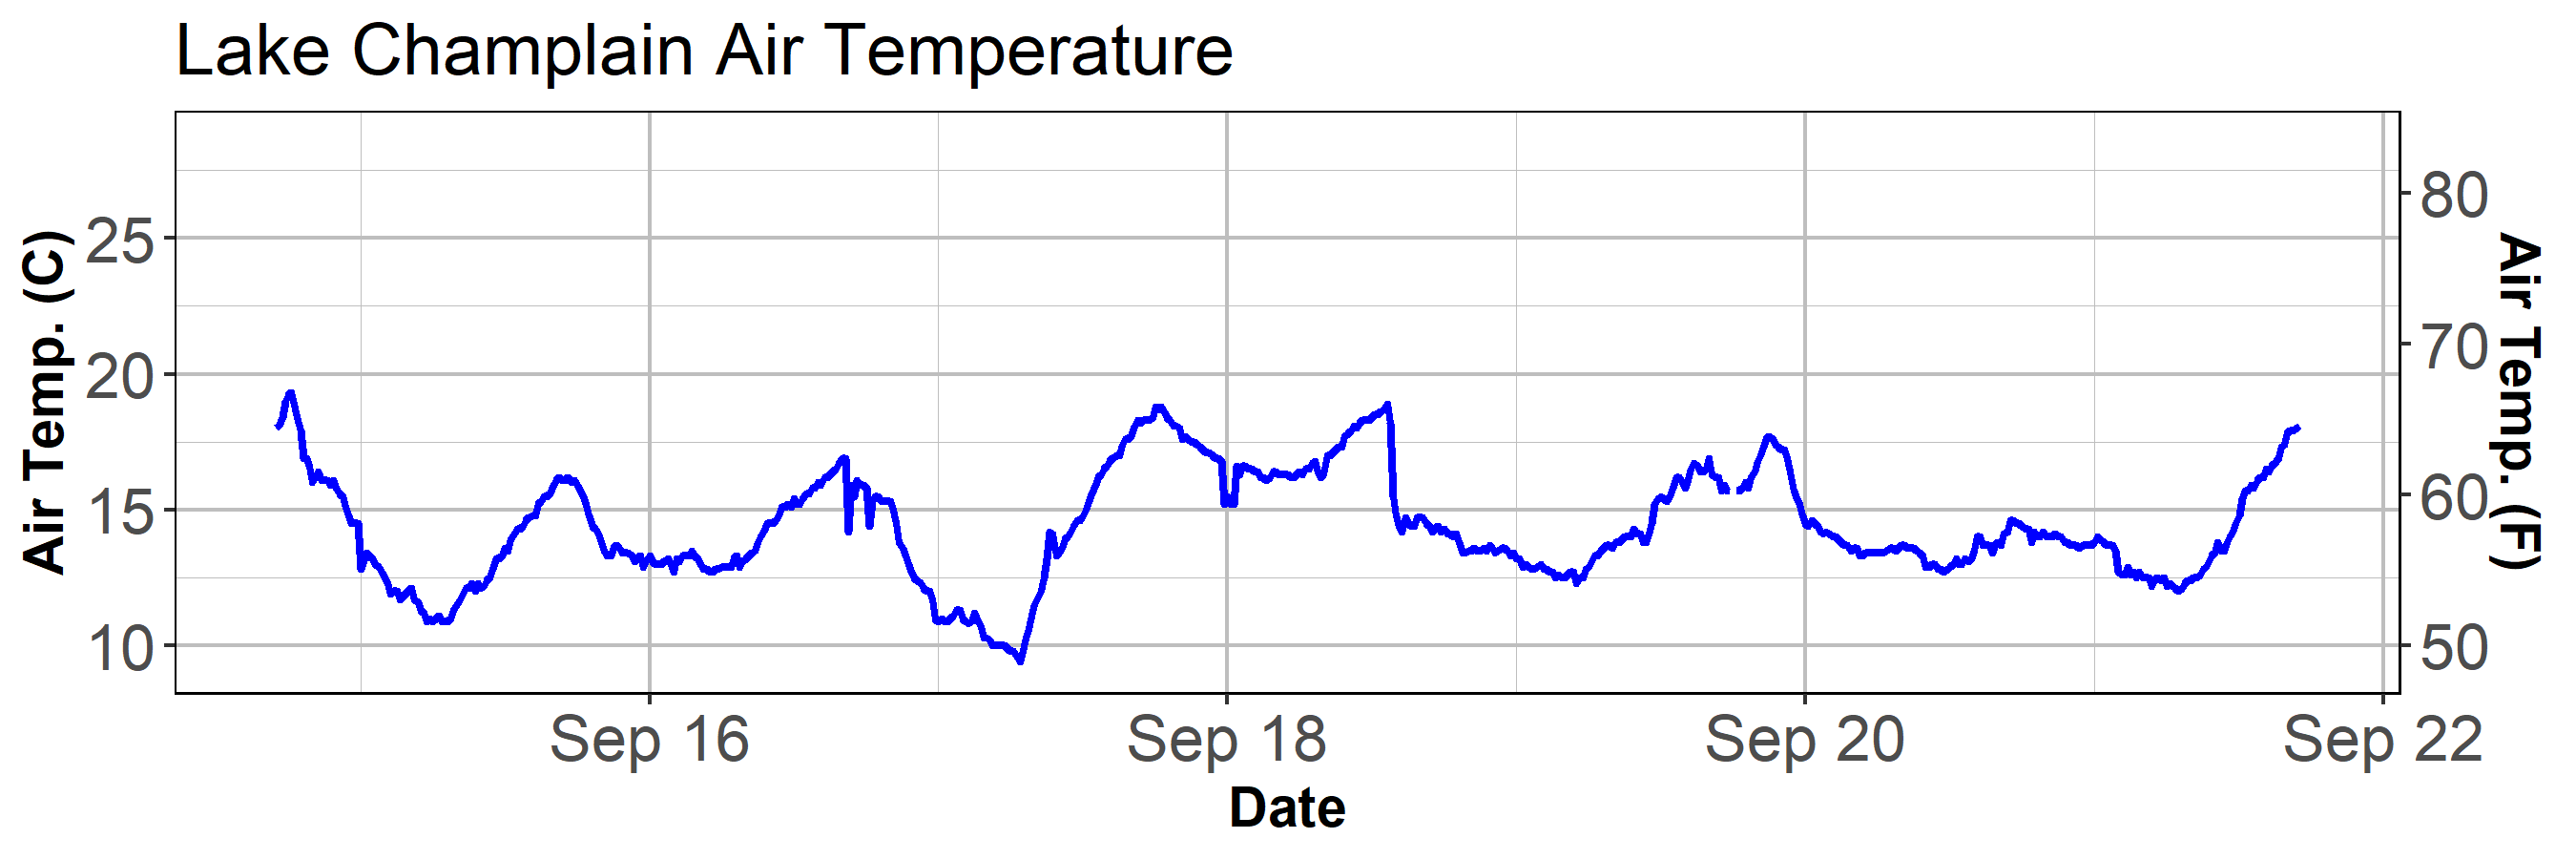 Lake Champlain Air Temperature
Air Temp. (C)
25
20
15
10
80
70
60
50
Air Temp. (F)
Sep 16
Sep 18
Sep 20
Sep 22
Date